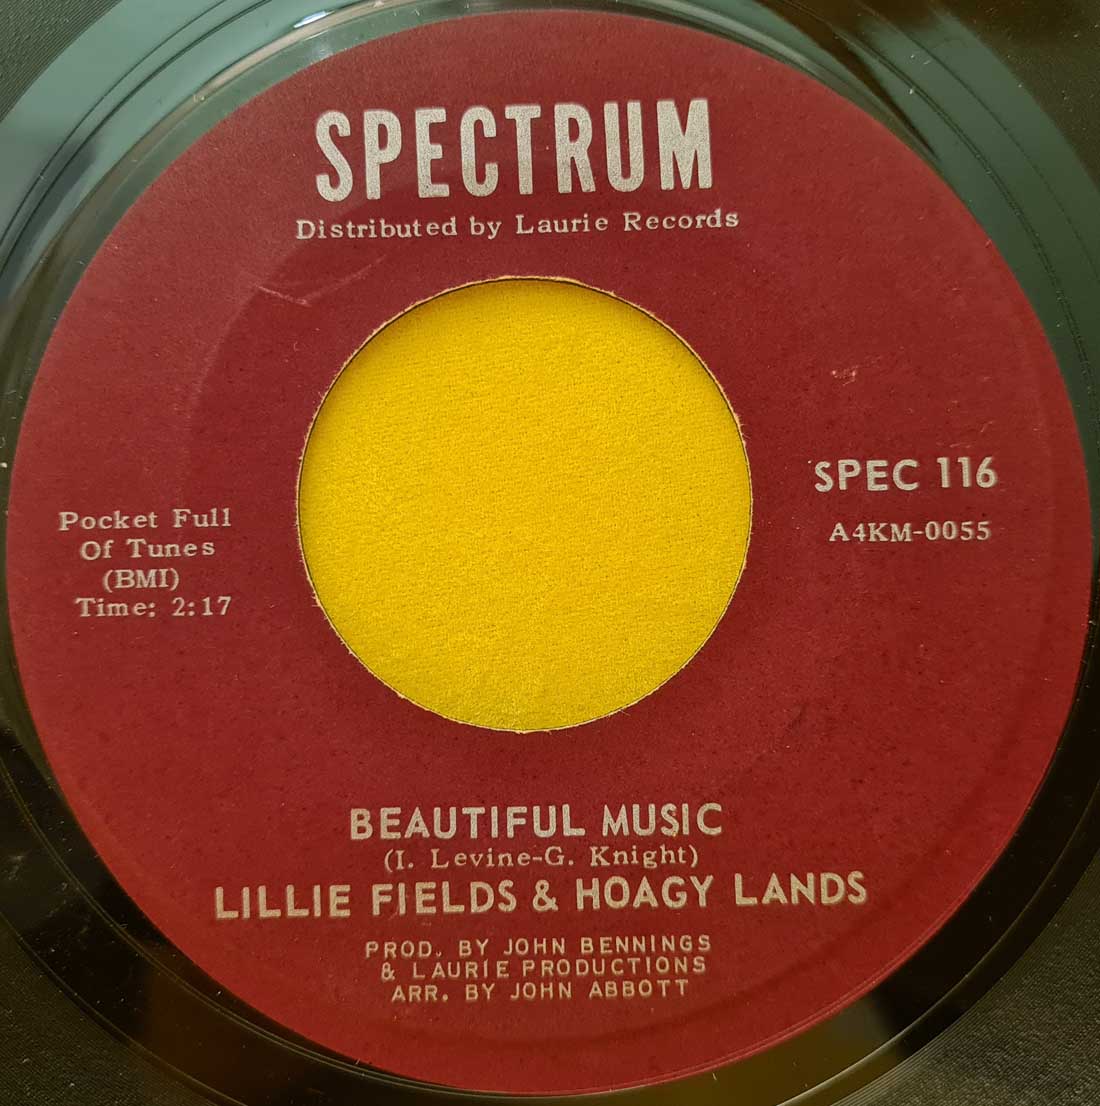 SPECTRUM
Distributed by Laurie Records
SPEC 116
A4KM-0055
Pocket Full
Of Tunes
(BMI)
Time: 2:17
BEAUTIFUL MUSIC
(I. Levine-G. Knight)
LILLIE FIELDS & HOAGY LANDS
PROD. BY JOHN BENNINGS
& LAURIE PRODUCTIONS
ARR. BY JOHN ABBOTT